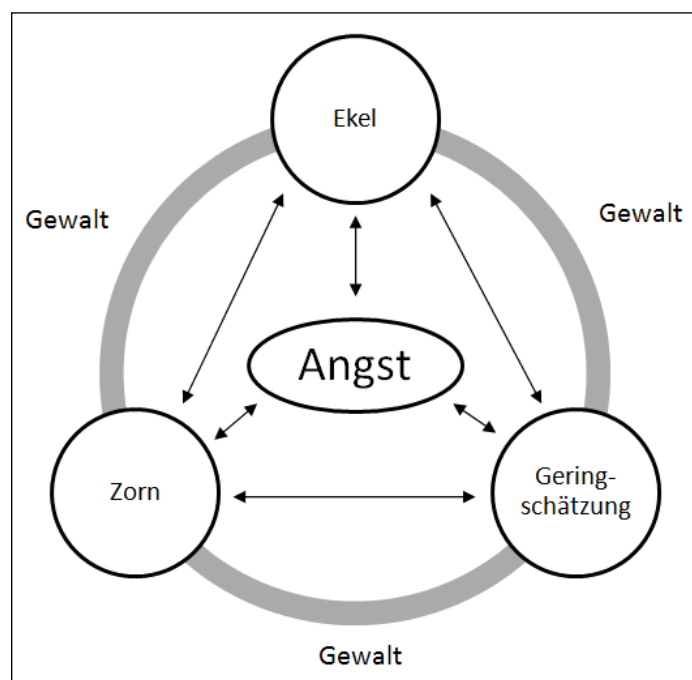 Ekel
Gewalt
Gewalt
Angst
Zorn
Gering-
schätzung
Gewalt